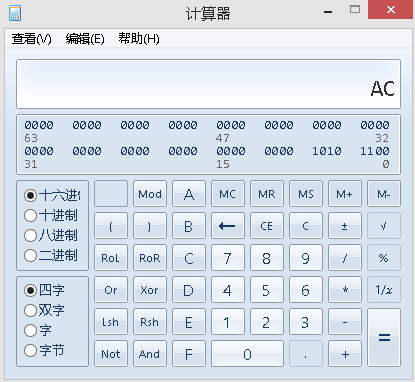 计算器
查看(V) 编辑(E) 帮助(H)
AC
0000 0000 0000 0000 0000 0000 0000 0000
63 47 32
0000 0000 0000 0000 0000 0000 1010 1100
31 15 0
十六进制 Mod A MC MR MS M+ M-
十进制 ( ) B ← CE C ± √
八进制 RoL RoR C 7 8 9 / %
二进制
四字 Or Xor D 4 5 6 * 1/x
双字 Lsh Rsh E 1 2 3 - =
字
字节 Not And F 0 . +